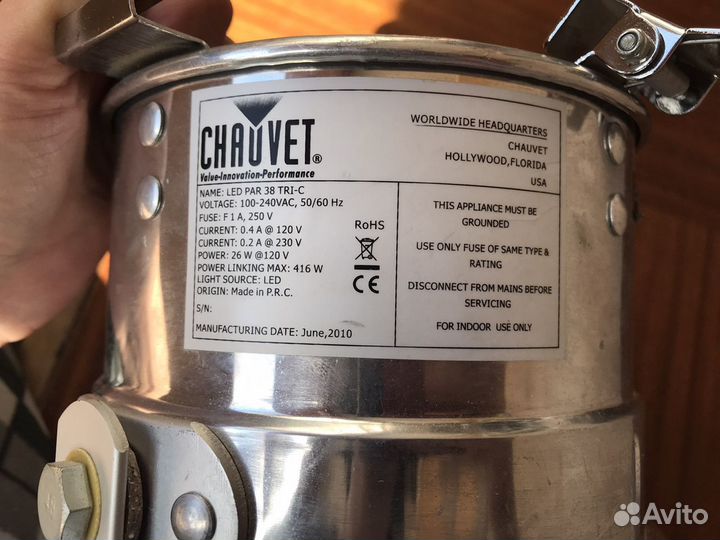 CHAUVET®
Value-Innovation-Performance
NAME: LED PAR 38 TRI-C
VOLTAGE: 100-240VAC, 50/60 Hz
FUSE: F 1 A, 250 V
CURRENT: 0.4 A @ 120 V
CURRENT: 0.2 A @ 230 V
POWER: 26 W @120 V
POWER LINKING MAX: 416 W
LIGHT SOURCE: LED
ORIGIN: Made in P.R.C.
S/N:
MANUFACTURING DATE: June,2010
RoHS
CE
WORLDWIDE HEADQUARTERS
CHAUVET
HOLLYWOOD,FLORIDA
USA
THIS APPLIANCE MUST BE
GROUNDED
USE ONLY FUSE OF SAME TYPE &
RATING
DISCONNECT FROM MAINS BEFORE
SERVICING
FOR INDOOR USE ONLY
Avito